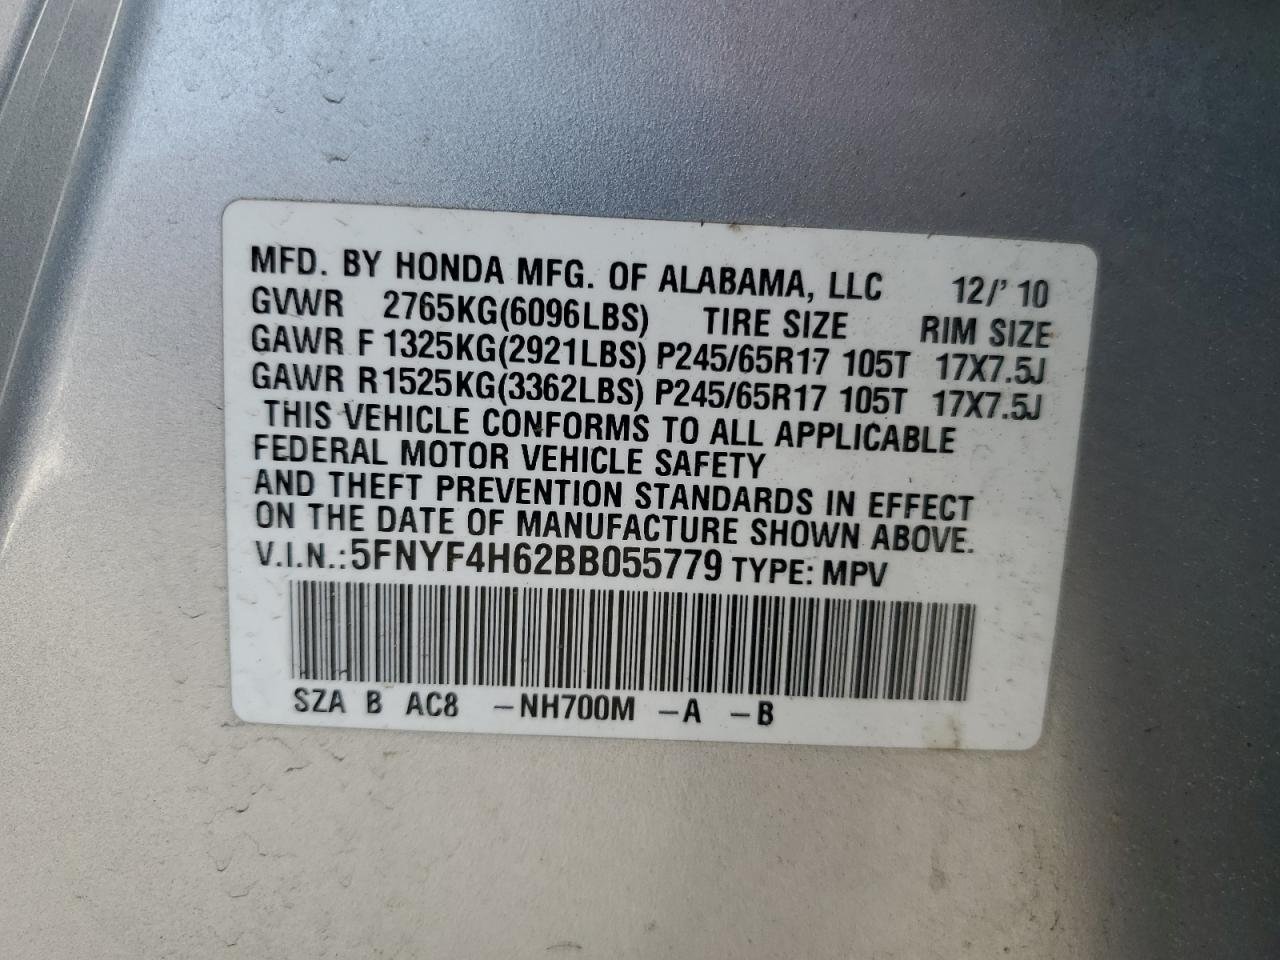 MFD. BY HONDA MFG. OF ALABAMA, LLC 12/' 10
GVWR 2765KG(6096LBS) TIRE SIZE RIM SIZE
GAWR F 1325KG(2921LBS) P245/65R17 105T 17X7.5J
GAWR R1525KG(3362LBS) P245/65R17 105T 17X7.5J
THIS VEHICLE CONFORMS TO ALL APPLICABLE
FEDERAL MOTOR VEHICLE SAFETY
AND THEFT PREVENTION STANDARDS IN EFFECT
ON THE DATE OF MANUFACTURE SHOWN ABOVE.
V.I.N.:5FNYF4H62BB055779 TYPE: MPV
SZA B AC8 -NH700M -A -B